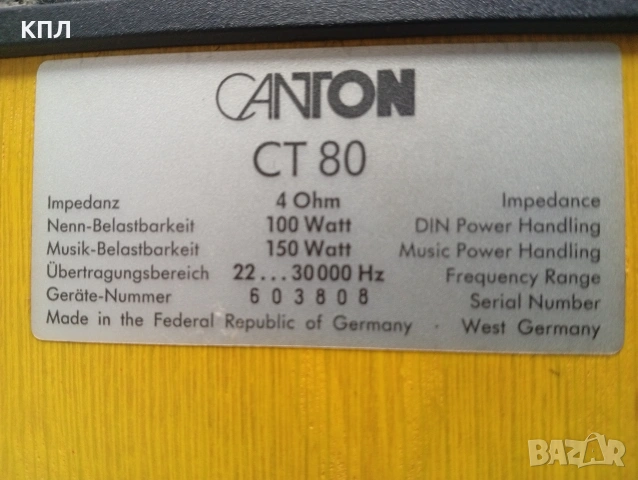 КПЛ
CANTON
CT 80
Impedanz 4 Ohm Impedance
Nenn-Belastbarkeit 100 Watt DIN Power Handling
Musik-Belastbarkeit 150 Watt Music Power Handling
Übertragungsbereich 22...30000 Hz Frequency Range
Geräte-Nummer 603808 Serial Number
Made in the Federal Republic of Germany · West Germany
BAZAR